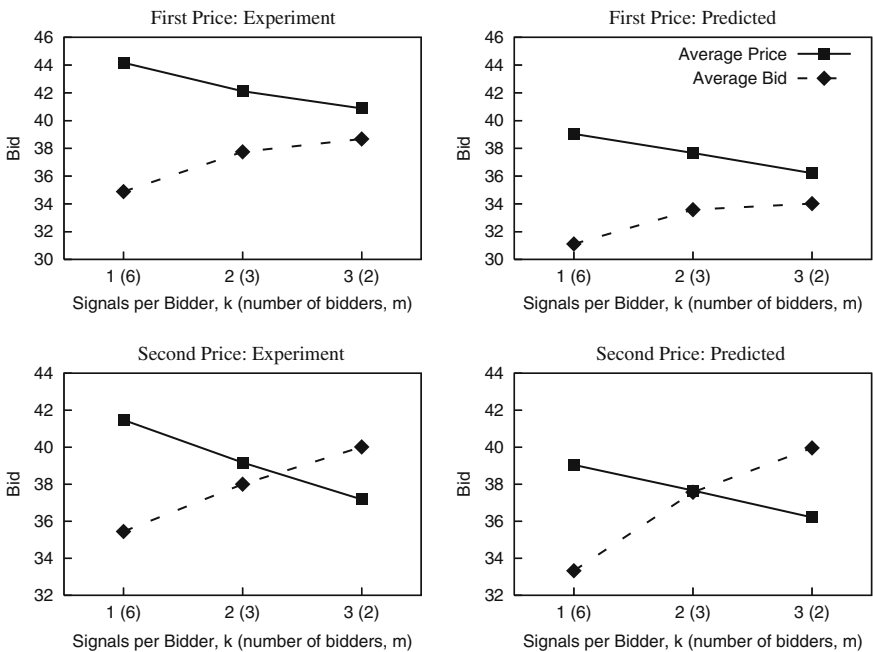 First Price: Experiment
46
44
42
40
38
36
34
32
30
Bid
1 (6) 2 (3) 3 (2)
Signals per Bidder, k (number of bidders, m)
First Price: Predicted
46
44
42
40
38
36
34
32
30
Bid
Average Price
Average Bid
1 (6) 2 (3) 3 (2)
Signals per Bidder, k (number of bidders, m)
Second Price: Experiment
44
42
40
38
36
34
32
Bid
1 (6) 2 (3) 3 (2)
Signals per Bidder, k (number of bidders, m)
Second Price: Predicted
44
42
40
38
36
34
32
Bid
1 (6) 2 (3) 3 (2)
Signals per Bidder, k (number of bidders, m)